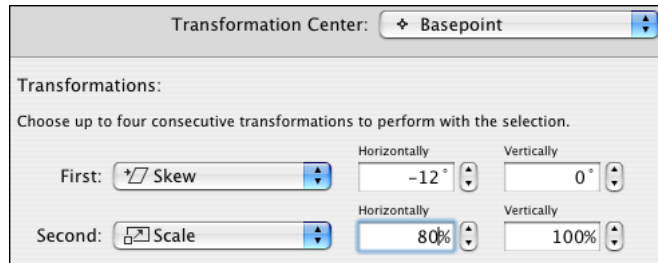 Transformation Center: Basepoint
Transformations:
Choose up to four consecutive transformations to perform with the selection.
Horizontally Vertically
First: Skew -12° 0°
Horizontally Vertically
Second: Scale 80% 100%